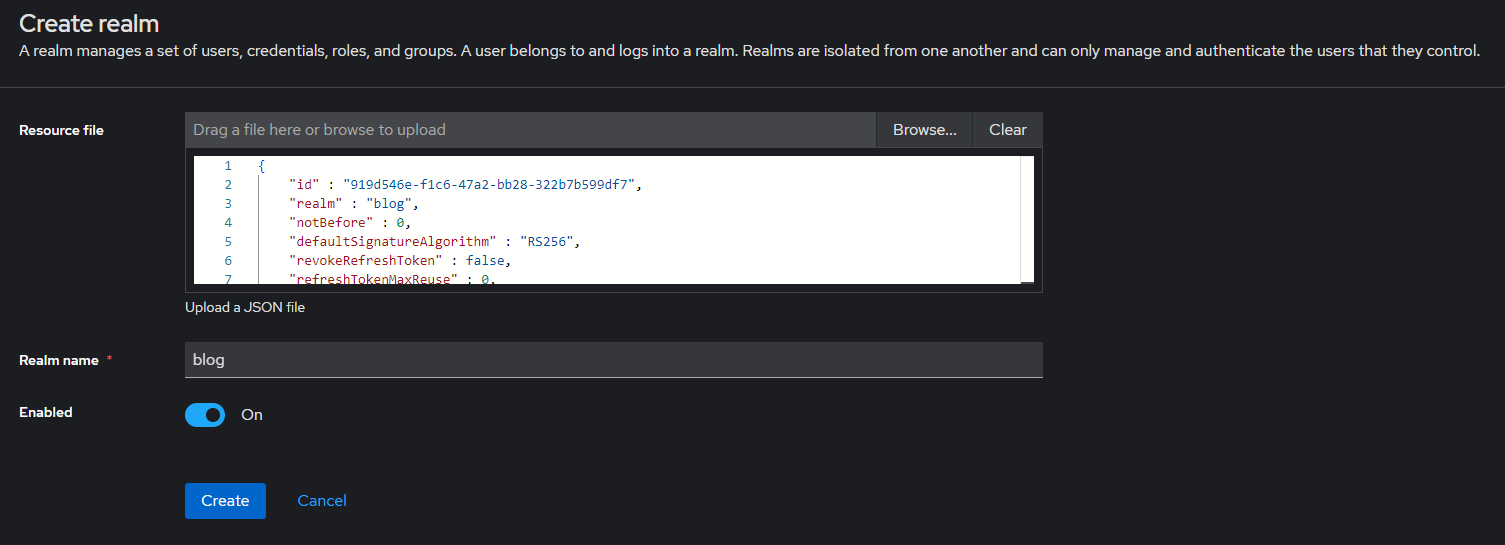 Create realm
A realm manages a set of users, credentials, roles, and groups. A user belongs to and logs into a realm. Realms are isolated from one another and can only manage and authenticate the users that they control.
Resource file
Drag a file here or browse to upload
Browse...
Clear
1 {
2 "id" : "919d546e-f1c6-47a2-bb28-322b7b599df7",
3 "realm" : "blog",
4 "notBefore" : 0,
5 "defaultSignatureAlgorithm" : "RS256",
6 "revokeRefreshToken" : false,
7 "refreshTokenMaxReuse" : 0,
Upload a JSON file
Realm name *
blog
Enabled
On
Create
Cancel